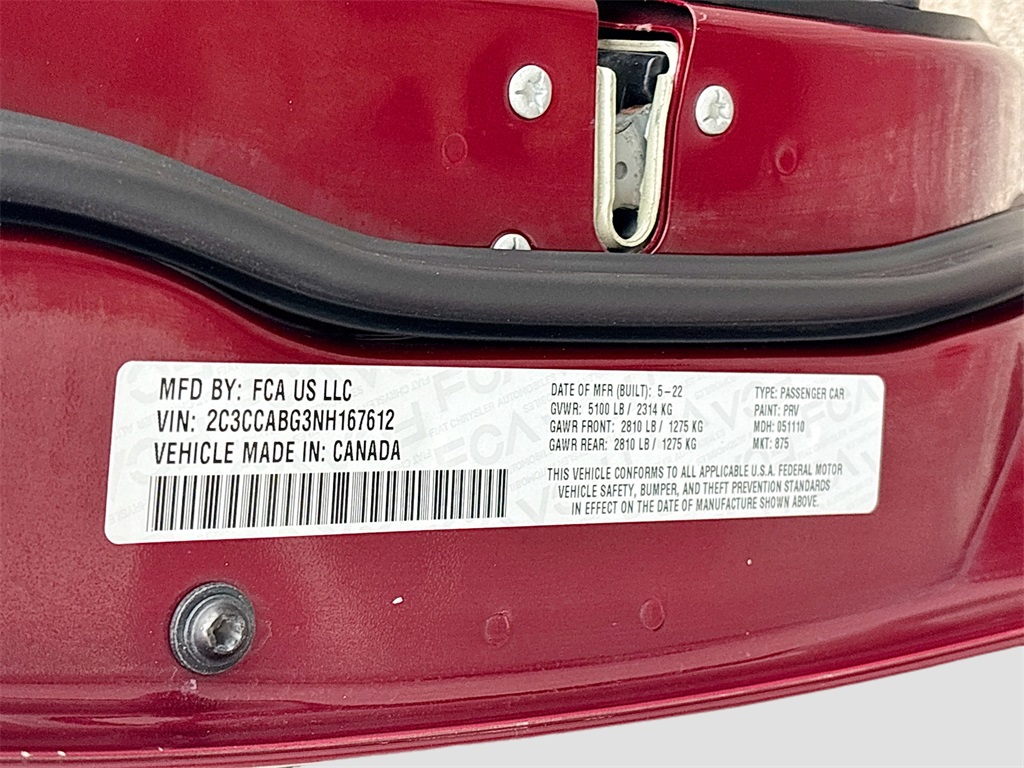 MFD BY: FCA US LLC
VIN: 2C3CCABG3NH167612
VEHICLE MADE IN: CANADA
DATE OF MFR (BUILT): 5-22
GVWR: 5100 LB / 2314 KG
GAWR FRONT: 2810 LB / 1275 KG
GAWR REAR: 2810 LB / 1275 KG
TYPE: PASSENGER CAR
PAINT: PRV
MDH: 051110
MKT: 875
THIS VEHICLE CONFORMS TO ALL APPLICABLE U.S.A. FEDERAL MOTOR
VEHICLE SAFETY, BUMPER, AND THEFT PREVENTION STANDARDS
IN EFFECT ON THE DATE OF MANUFACTURE SHOWN ABOVE.